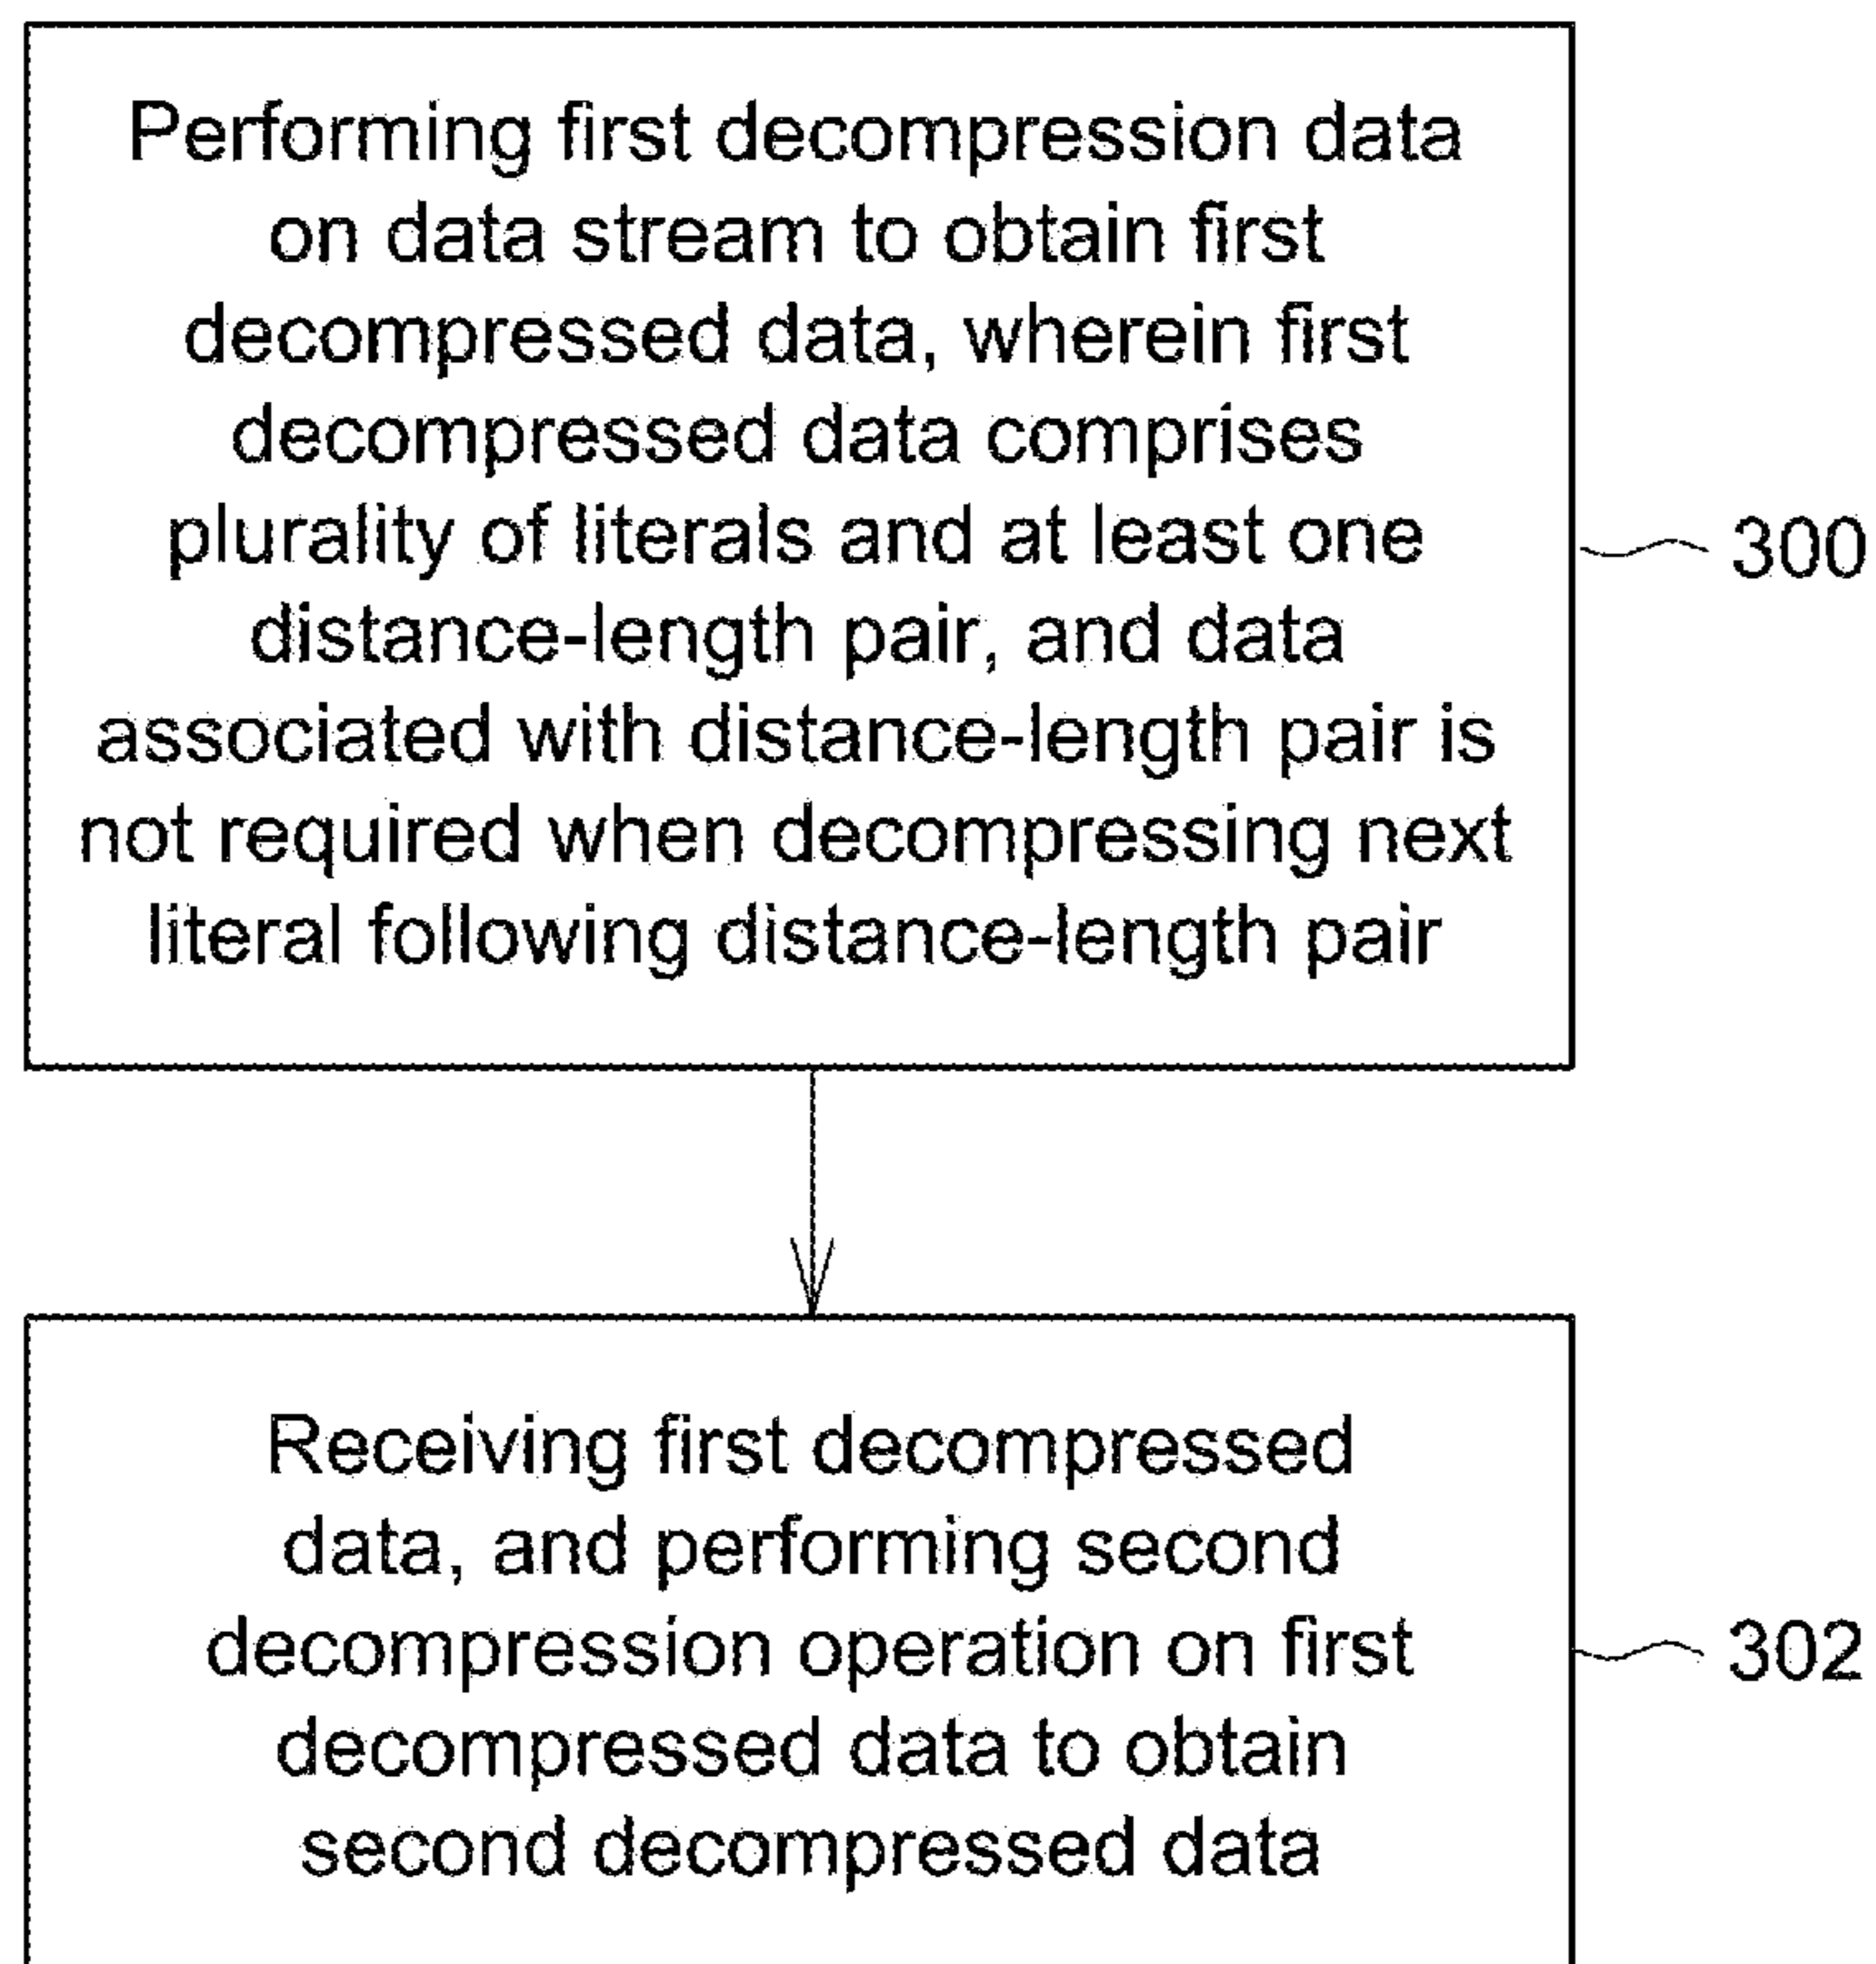 Performing first decompression data
on data stream to obtain first
decompressed data, wherein first
decompressed data comprises
plurality of literals and at least one
distance-length pair, and data
associated with distance-length pair is
not required when decompressing next
literal following distance-length pair
300
Receiving first decompressed
data, and performing second
decompression operation on first
decompressed data to obtain
second decompressed data
302